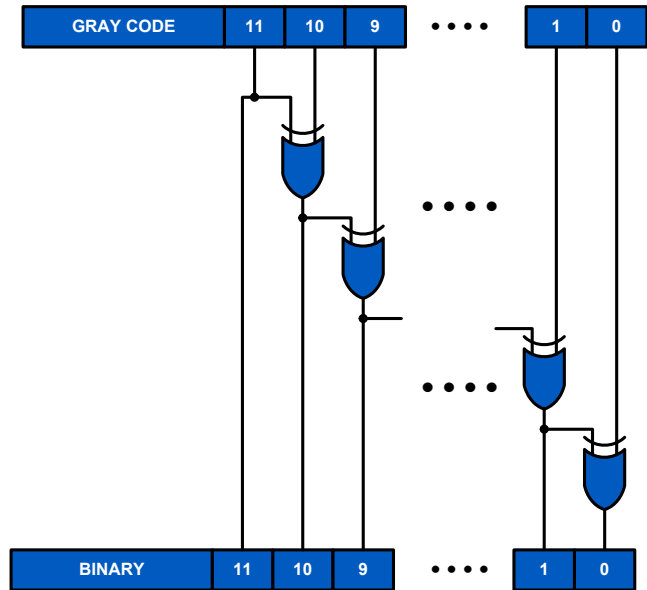 GRAY CODE 11 10 9 •••• 1 0
•••• 
••••
BINARY 11 10 9 •••• 1 0